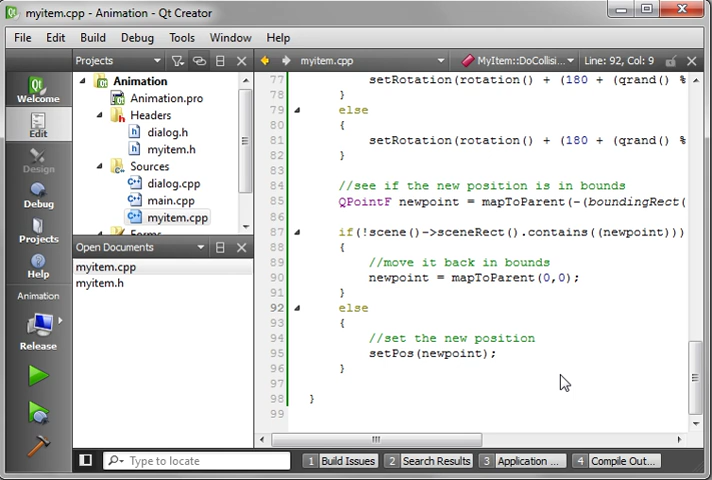 myitem.cpp - Animation - Qt Creator
File Edit Build Debug Tools Window Help
Projects
myitem.cpp
MyItem::DoCollisi...
Line: 92, Col: 9
Welcome
Edit
Design
Debug
Projects
Help
Animation
Release
Animation
Animation.pro
Headers
dialog.h
myitem.h
Sources
dialog.cpp
main.cpp
myitem.cpp
Open Documents
myitem.cpp
myitem.h
77 setRotation(rotation() + (180 + (qrand() %
78 }
79 else
80 {
81 setRotation(rotation() + (180 + (qrand() %
82 }
83
84 //see if the new position is in bounds
85 QPointF newpoint = mapToParent(-(boundingRect(
86
87 if(!scene()->sceneRect().contains((newpoint)))
88 {
89 //move it back in bounds
90 newpoint = mapToParent(0,0);
91 }
92 else
93 {
94 //set the new position
95 setPos(newpoint);
96 }
97
98 }
99
Type to locate
1 Build Issues
2 Search Results
3 Application ...
4 Compile Out...